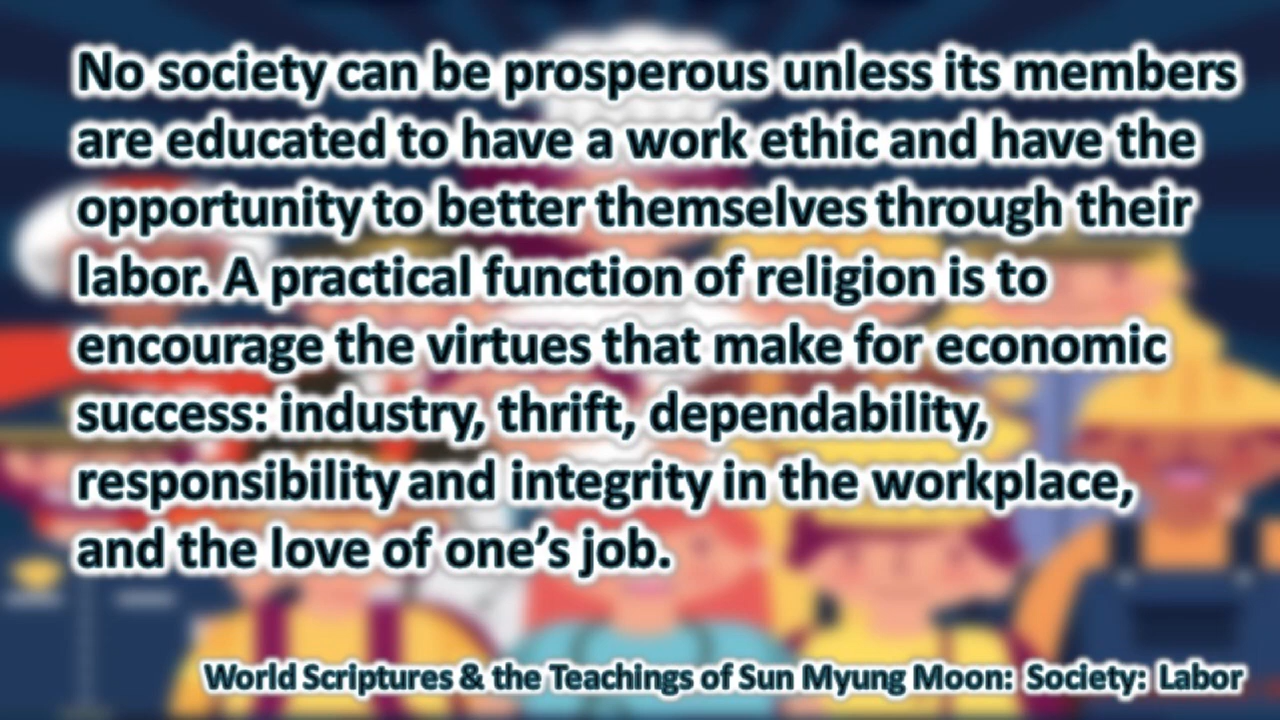 No society can be prosperous unless its members
are educated to have a work ethic and have the
opportunity to better themselves through their
labor. A practical function of religion is to
encourage the virtues that make for economic
success: industry, thrift, dependability,
responsibility and integrity in the workplace,
and the love of one’s job.
World Scriptures & the Teachings of Sun Myung Moon: Society: Labor